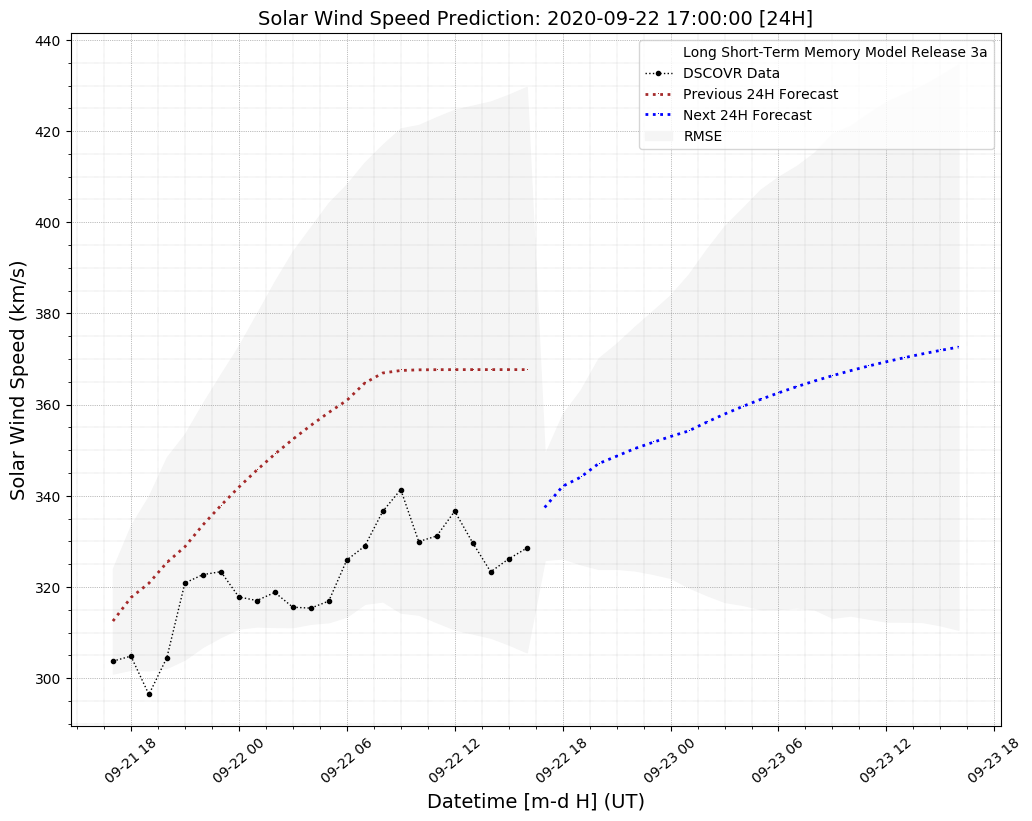 Solar Wind Speed Prediction: 2020-09-22 17:00:00 [24H]
Long Short-Term Memory Model Release 3a
DSCOVR Data
Previous 24H Forecast
Next 24H Forecast
RMSE
Solar Wind Speed (km/s)
440
420
400
380
360
340
320
300
09-21 18
09-22 00
09-22 06
09-22 12
09-22 18
09-23 00
09-23 06
09-23 12
09-23 18
Datetime [m-d H] (UT)